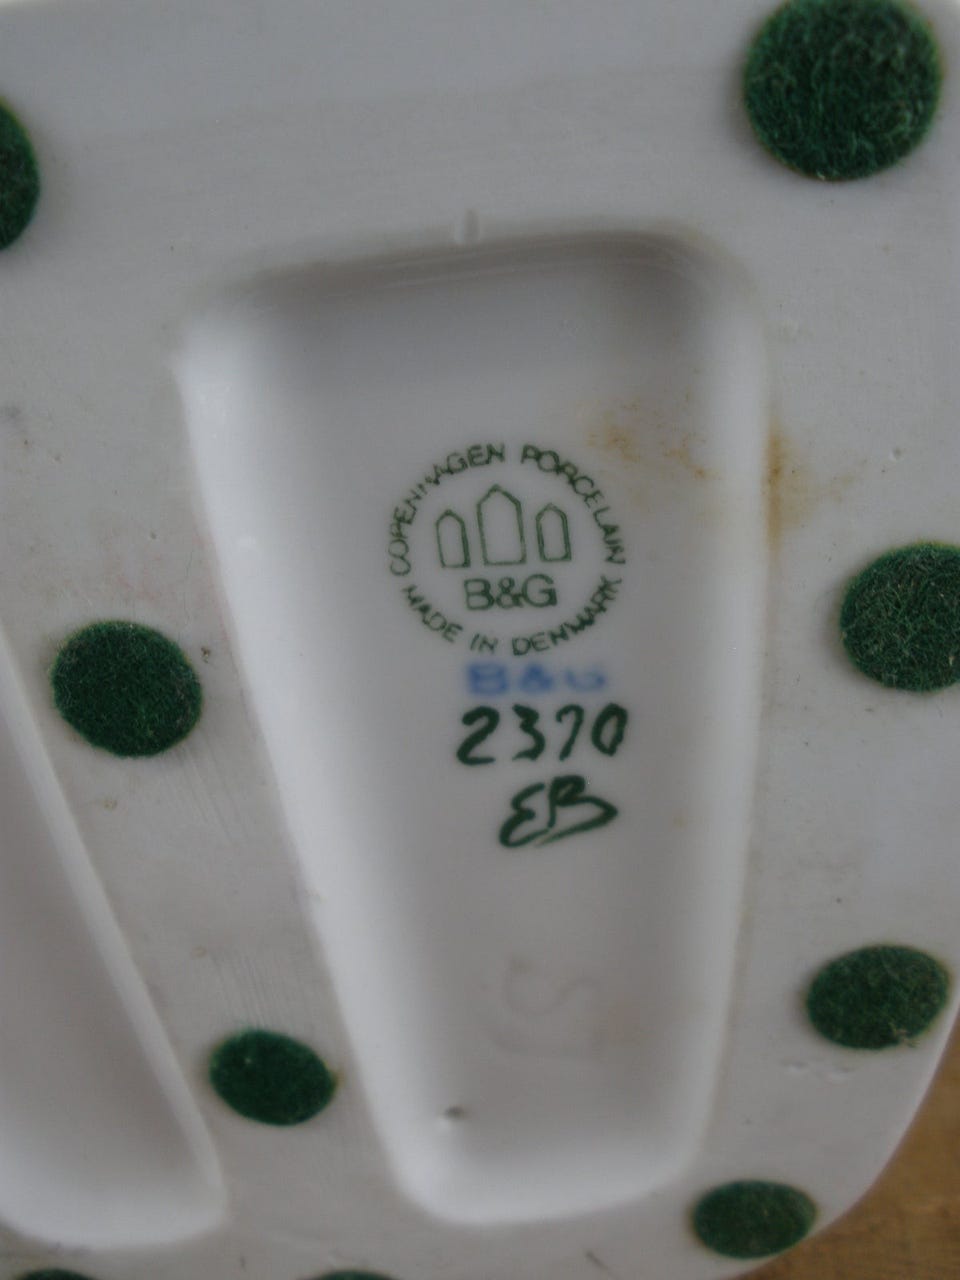 COPENHAGEN PORCELAIN
B&G
MADE IN DENMARK
B&G
2370
EB